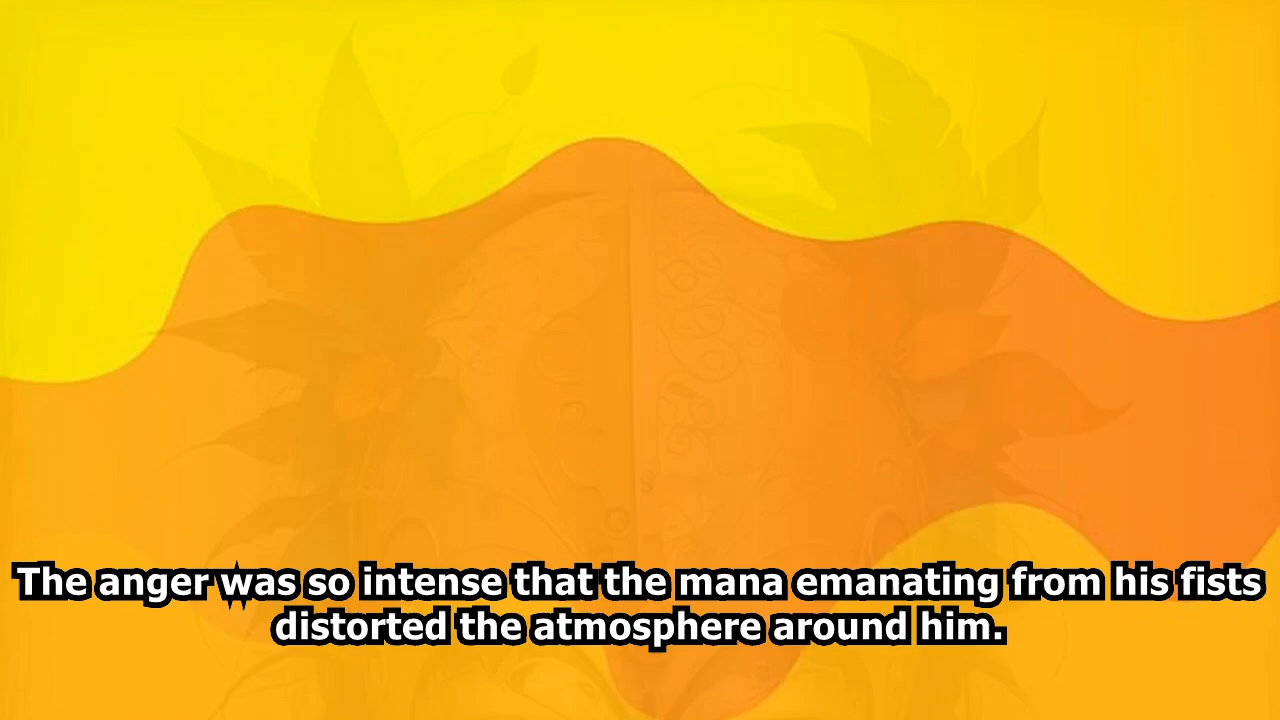 The anger was so intense that the mana emanating from his fists
distorted the atmosphere around him.